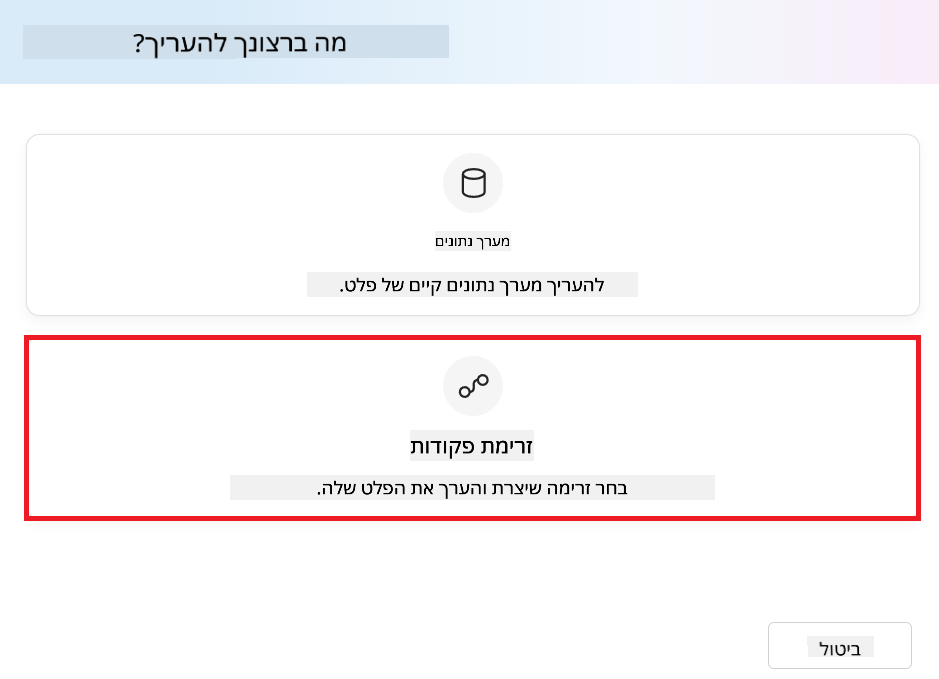 מה ברצונך להעריך?
מערך נתונים
להעריך מערך נתונים קיים של פלט.
זרימת פקודות
בחר זרימה שיצרת והערך את הפלט שלה.
ביטול